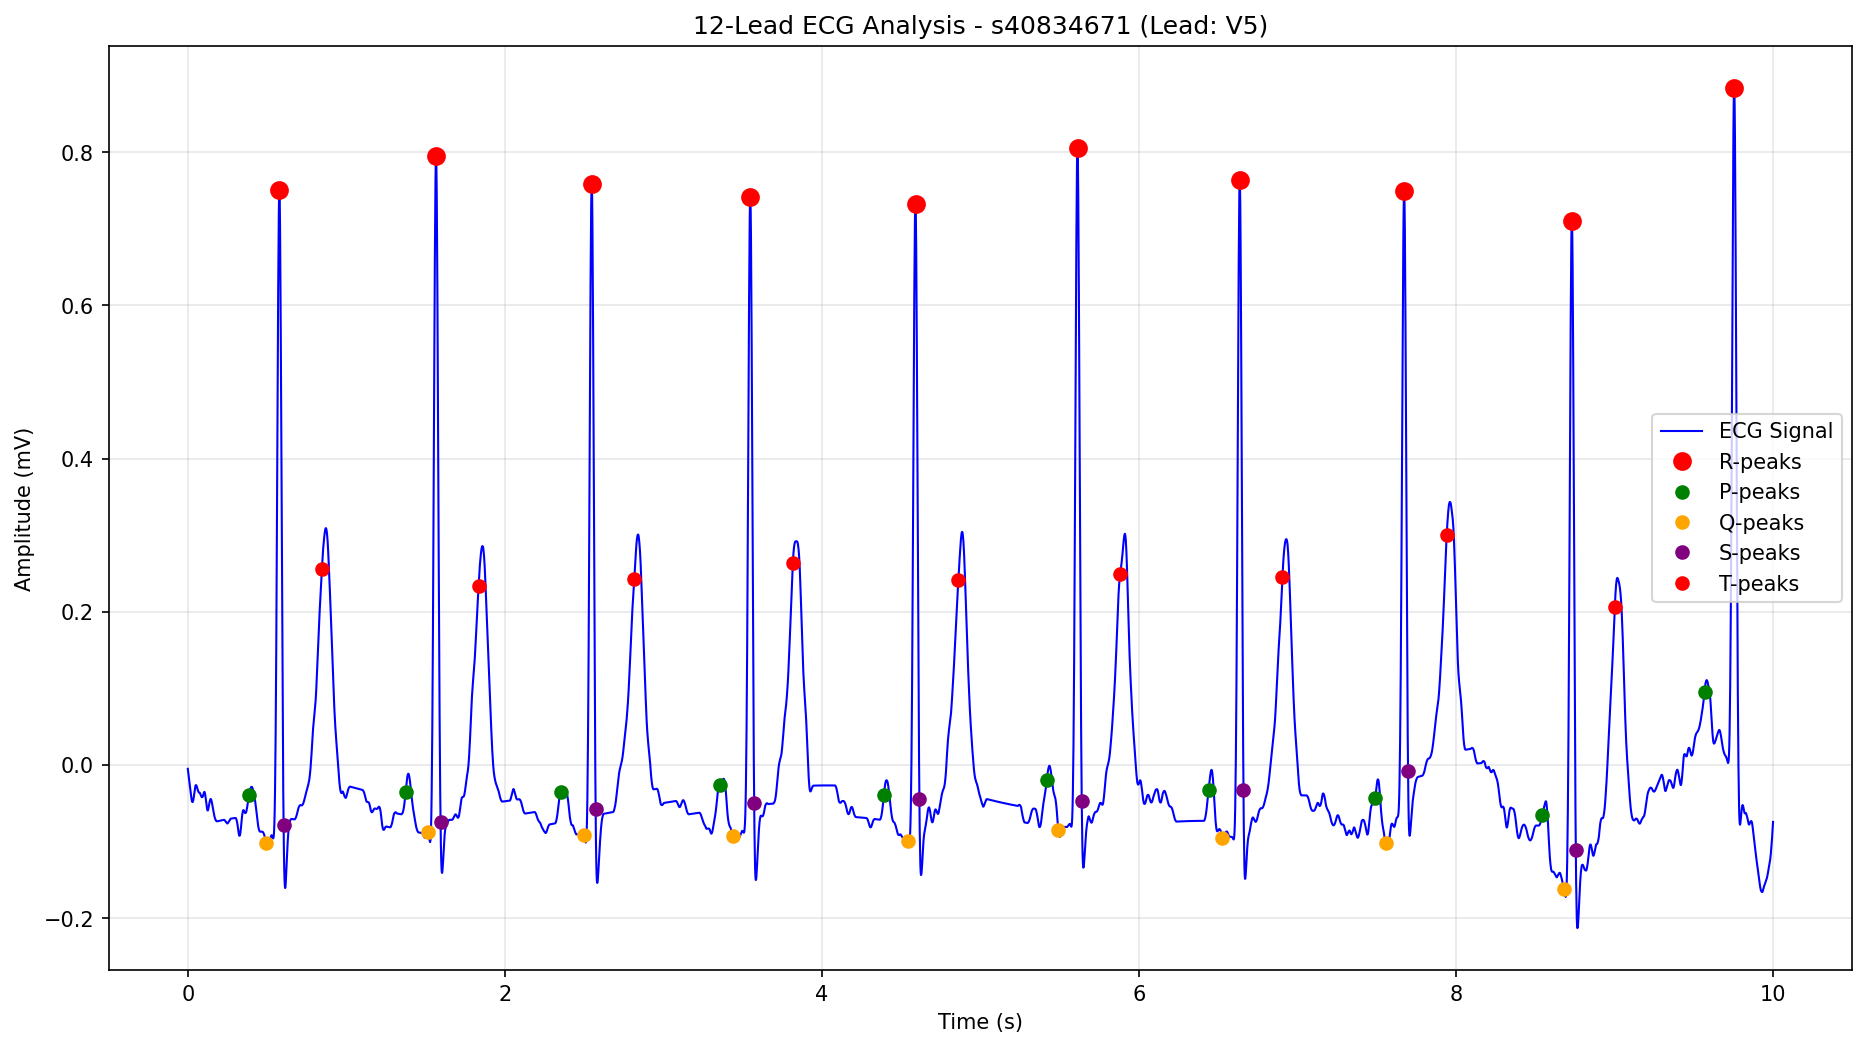 12-Lead ECG Analysis - s40834671 (Lead: V5)
Amplitude (mV)
0.8
0.6
0.4
0.2
0.0
−0.2
ECG Signal
R-peaks
P-peaks
Q-peaks
S-peaks
T-peaks
0 2 4 6 8 10
Time (s)